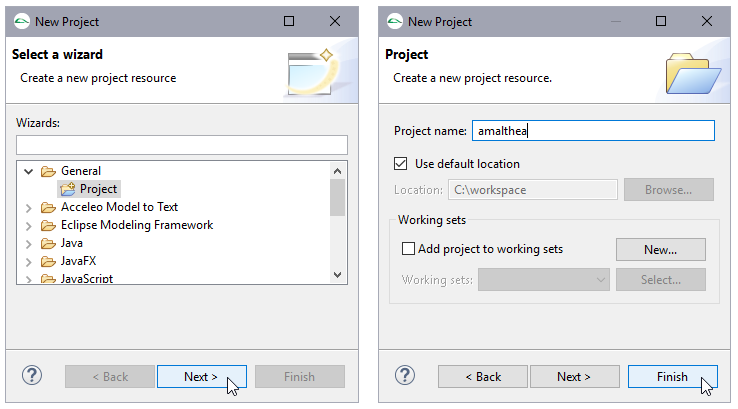 New Project
Select a wizard
Create a new project resource
Wizards:
General
Project
Acceleo Model to Text
Eclipse Modeling Framework
Java
JavaFX
JavaScript
< Back
Next >
Finish
New Project
Project
Create a new project resource.
Project name: amalthea
Use default location
Location: C:\workspace
Browse...
Working sets
Add project to working sets
New...
Working sets:
Select...
< Back
Next >
Finish